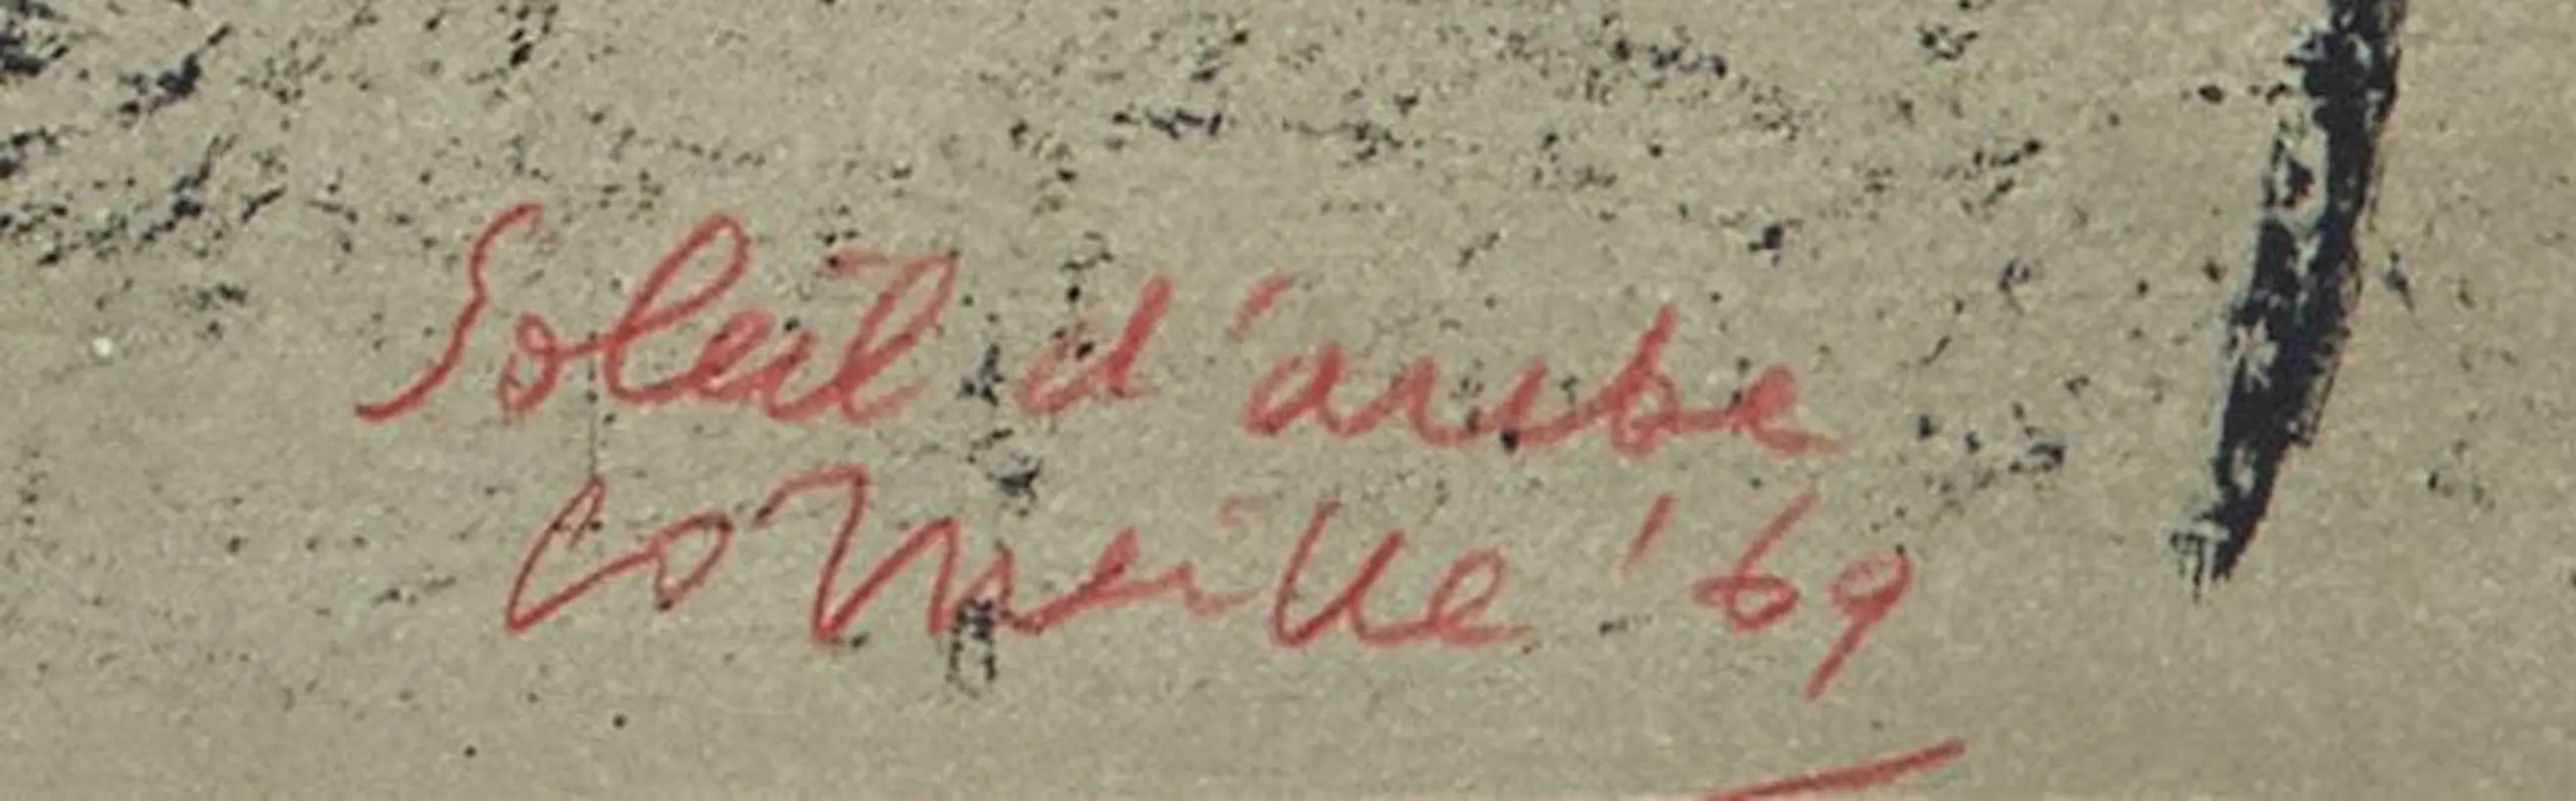 Soleil d'aube
Corneille '69